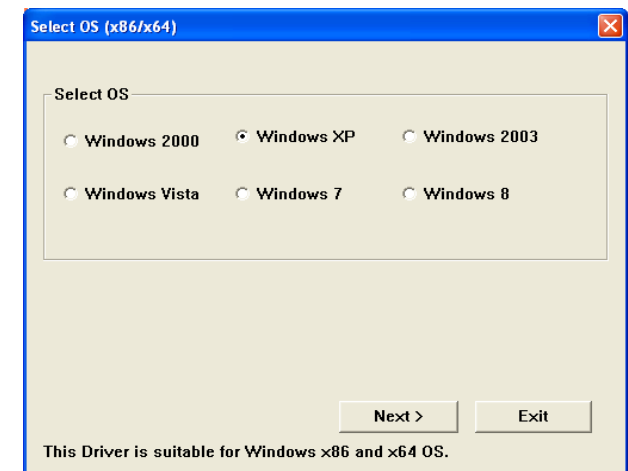 Select OS (x86/x64)
Select OS
Windows 2000 Windows XP Windows 2003
Windows Vista Windows 7 Windows 8
Next > Exit
This Driver is suitable for Windows x86 and x64 OS.